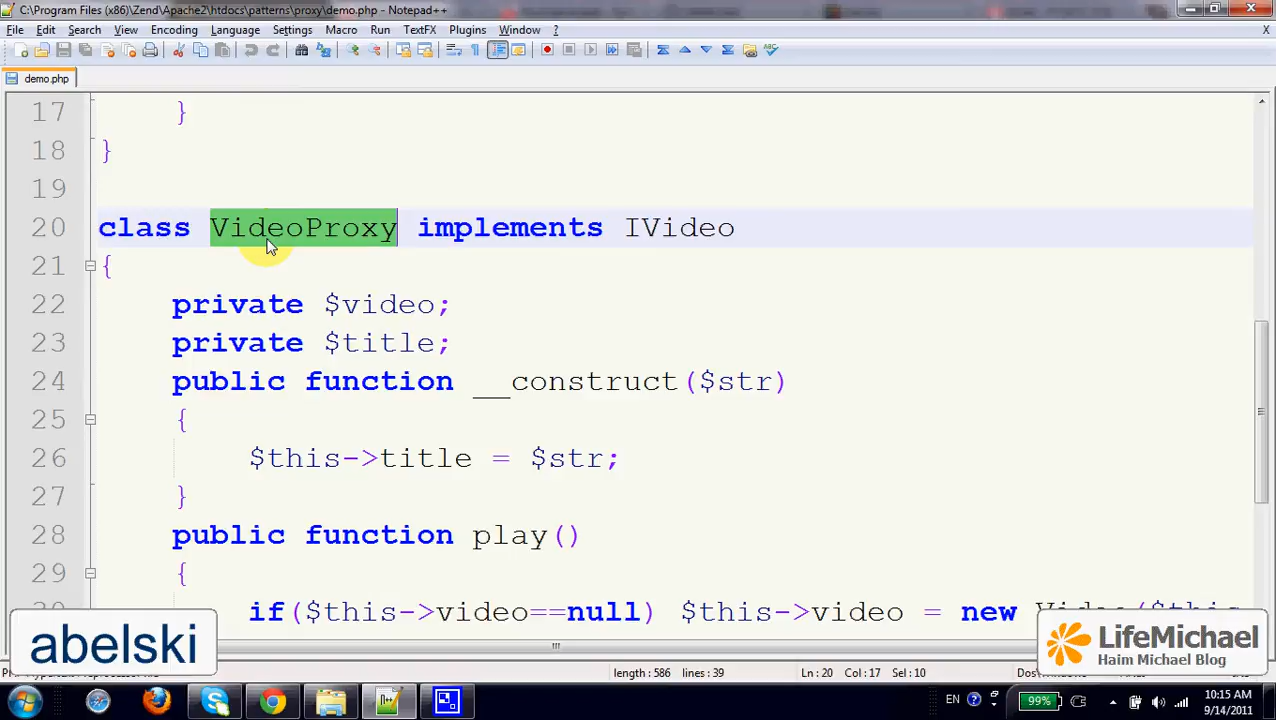 C:\Program Files (x86)\Zend\Apache2\htdocs\patterns\proxy\demo.php - Notepad++
File Edit Search View Encoding Language Settings Macro Run TextFX Plugins Window ? X
demo.php
17 }
18 }
19
20 class VideoProxy implements IVideo
21 {
22 private $video;
23 private $title;
24 public function __construct($str)
25 {
26 $this->title = $str;
27 }
28 public function play()
29 {
if($this->video==null) $this->video = new Video($this
abelski
LifeMichael
Haim Michael Blog
length : 586 lines : 39 Ln : 20 Col : 17 Sel : 10
EN 99% 10:15 AM
9/14/2011